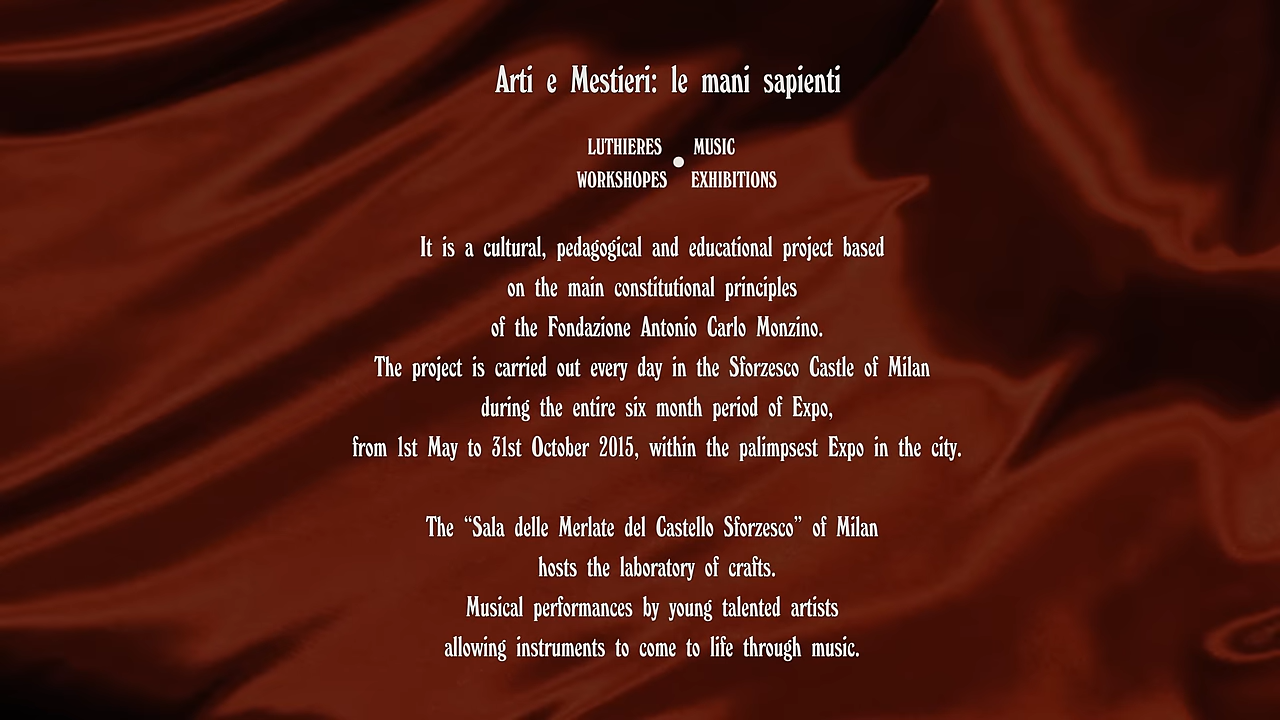 Arti e Mestieri: le mani sapienti
LUTHIERES MUSIC
WORKSHOPES EXHIBITIONS
It is a cultural, pedagogical and educational project based
on the main constitutional principles
of the Fondazione Antonio Carlo Monzino.
The project is carried out every day in the Sforzesco Castle of Milan
during the entire six month period of Expo,
from 1st May to 31st October 2015, within the palimpsest Expo in the city.
The “Sala delle Merlate del Castello Sforzesco” of Milan
hosts the laboratory of crafts.
Musical performances by young talented artists
allowing instruments to come to life through music.